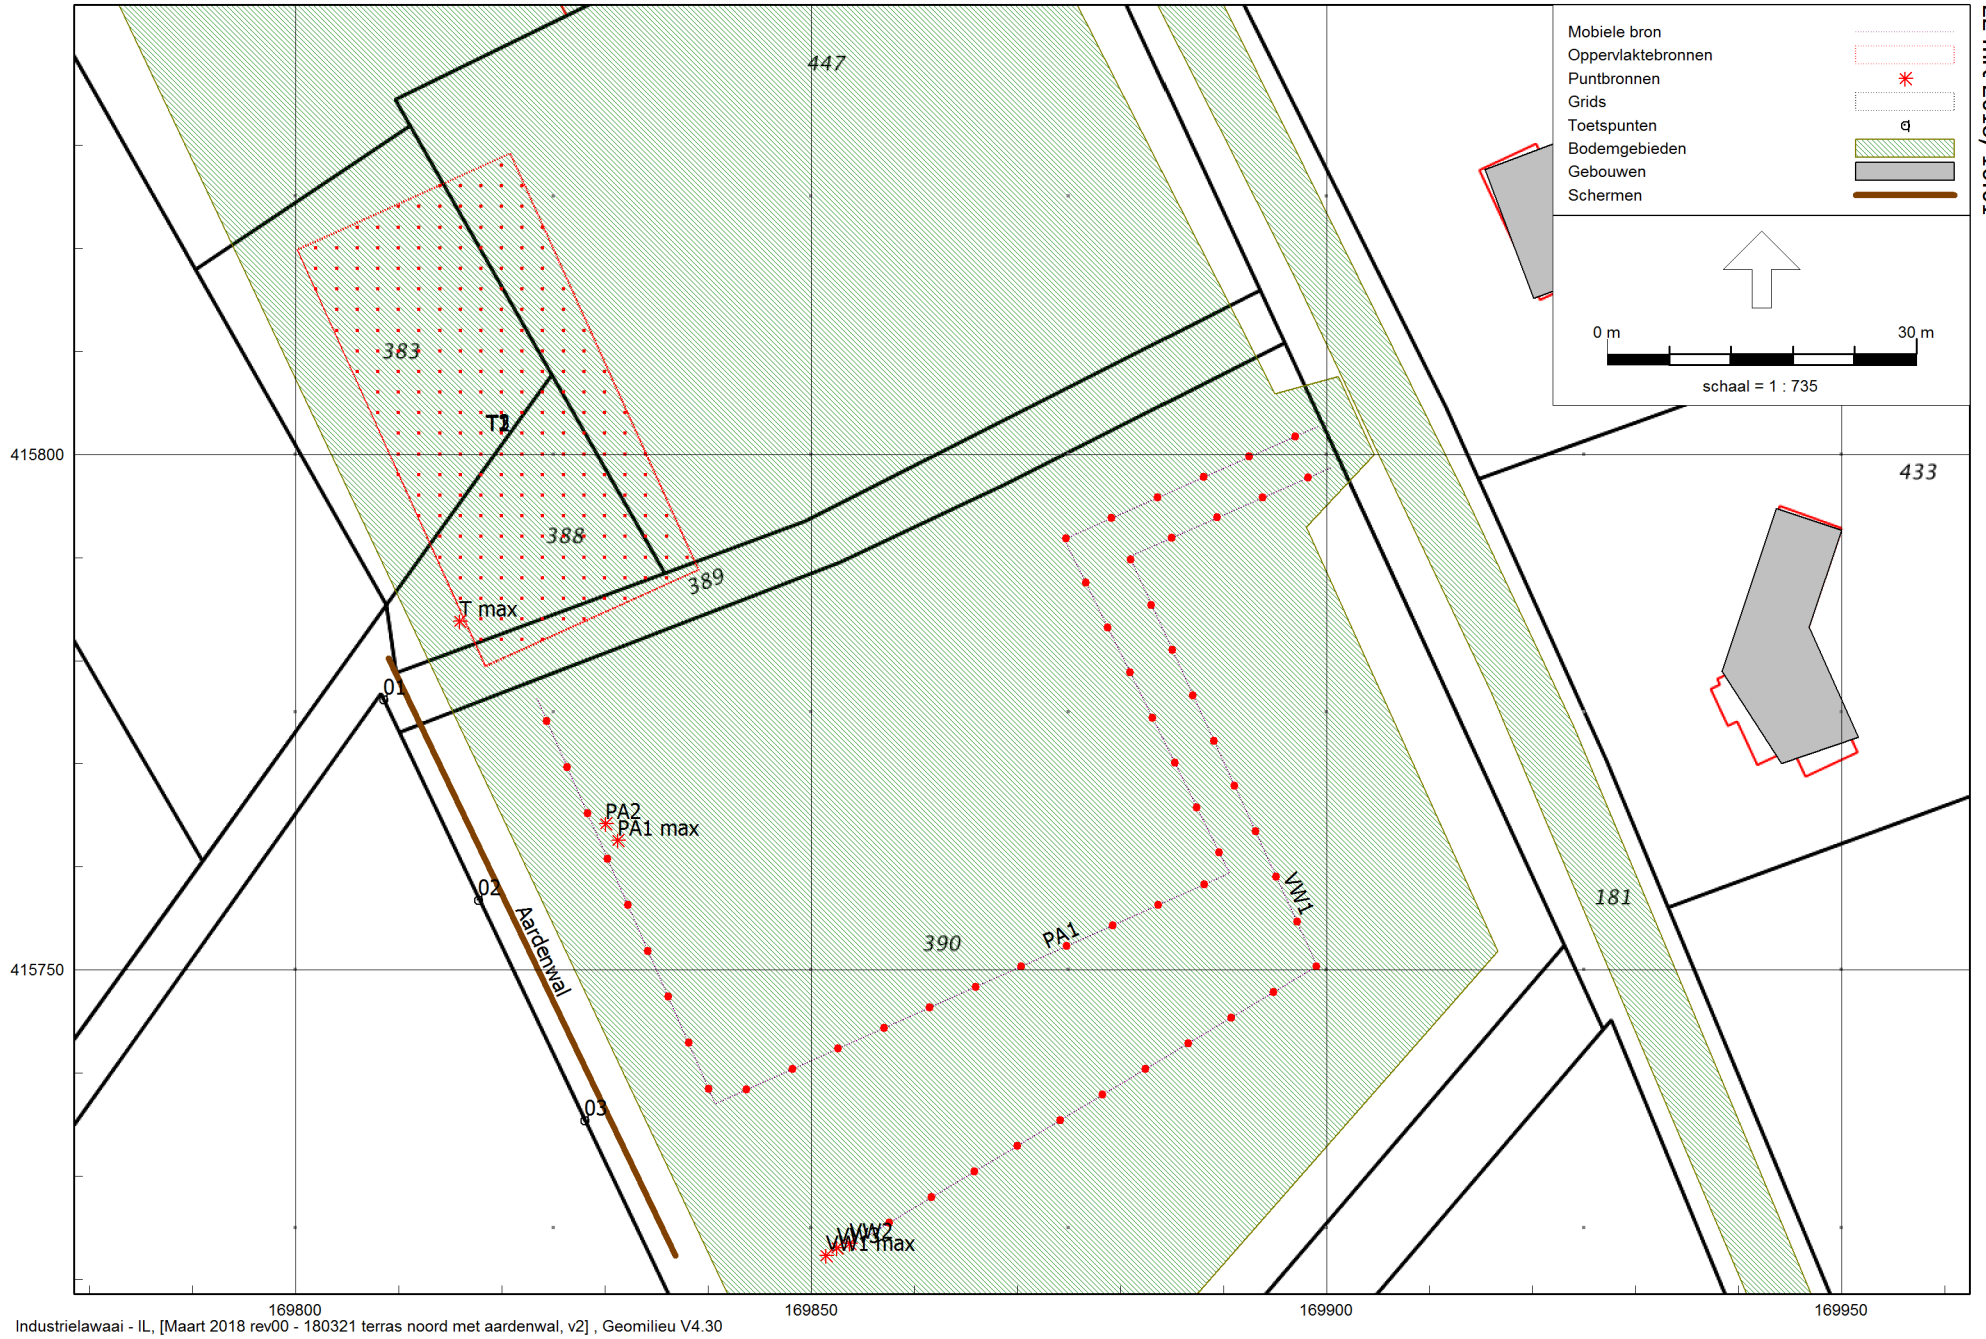 447
Mobiele bron
Oppervlaktebronnen
Puntbronnen
Grids
Toetspunten
Bodemgebieden
Gebouwen
Schermen
0 m 30 m
schaal = 1 : 735
383
388
389
T max
415800
433
01
PA2
PA1 max
02
Aardenwal
VW1
PA1
390
181
415750
03
VW2
VW1 max
169800 169850 169900 169950
Industrielawaai - IL, [Maart 2018 rev00 - 180321 terras noord met aardenwal, v2] , Geomilieu V4.30